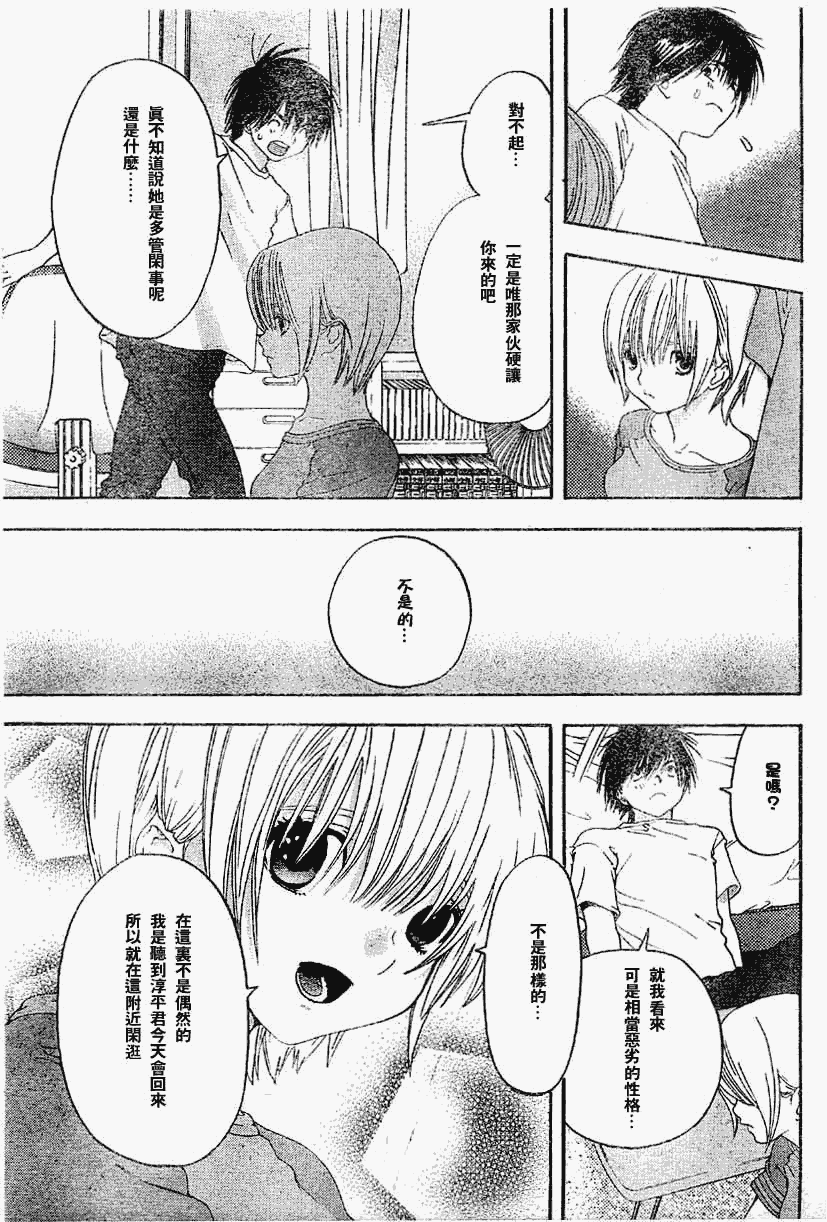 對不起…
一定是唯那家伙硬讓
你來的吧
眞不知道說她是多管閑事呢
還是什麼……
不是的…
是嗎？
就我看來
可是相當惡劣的性格…
不是那樣的…
在這裏不是偶然的
我是聽到淳平君今天會回來
所以就在這附近閑逛